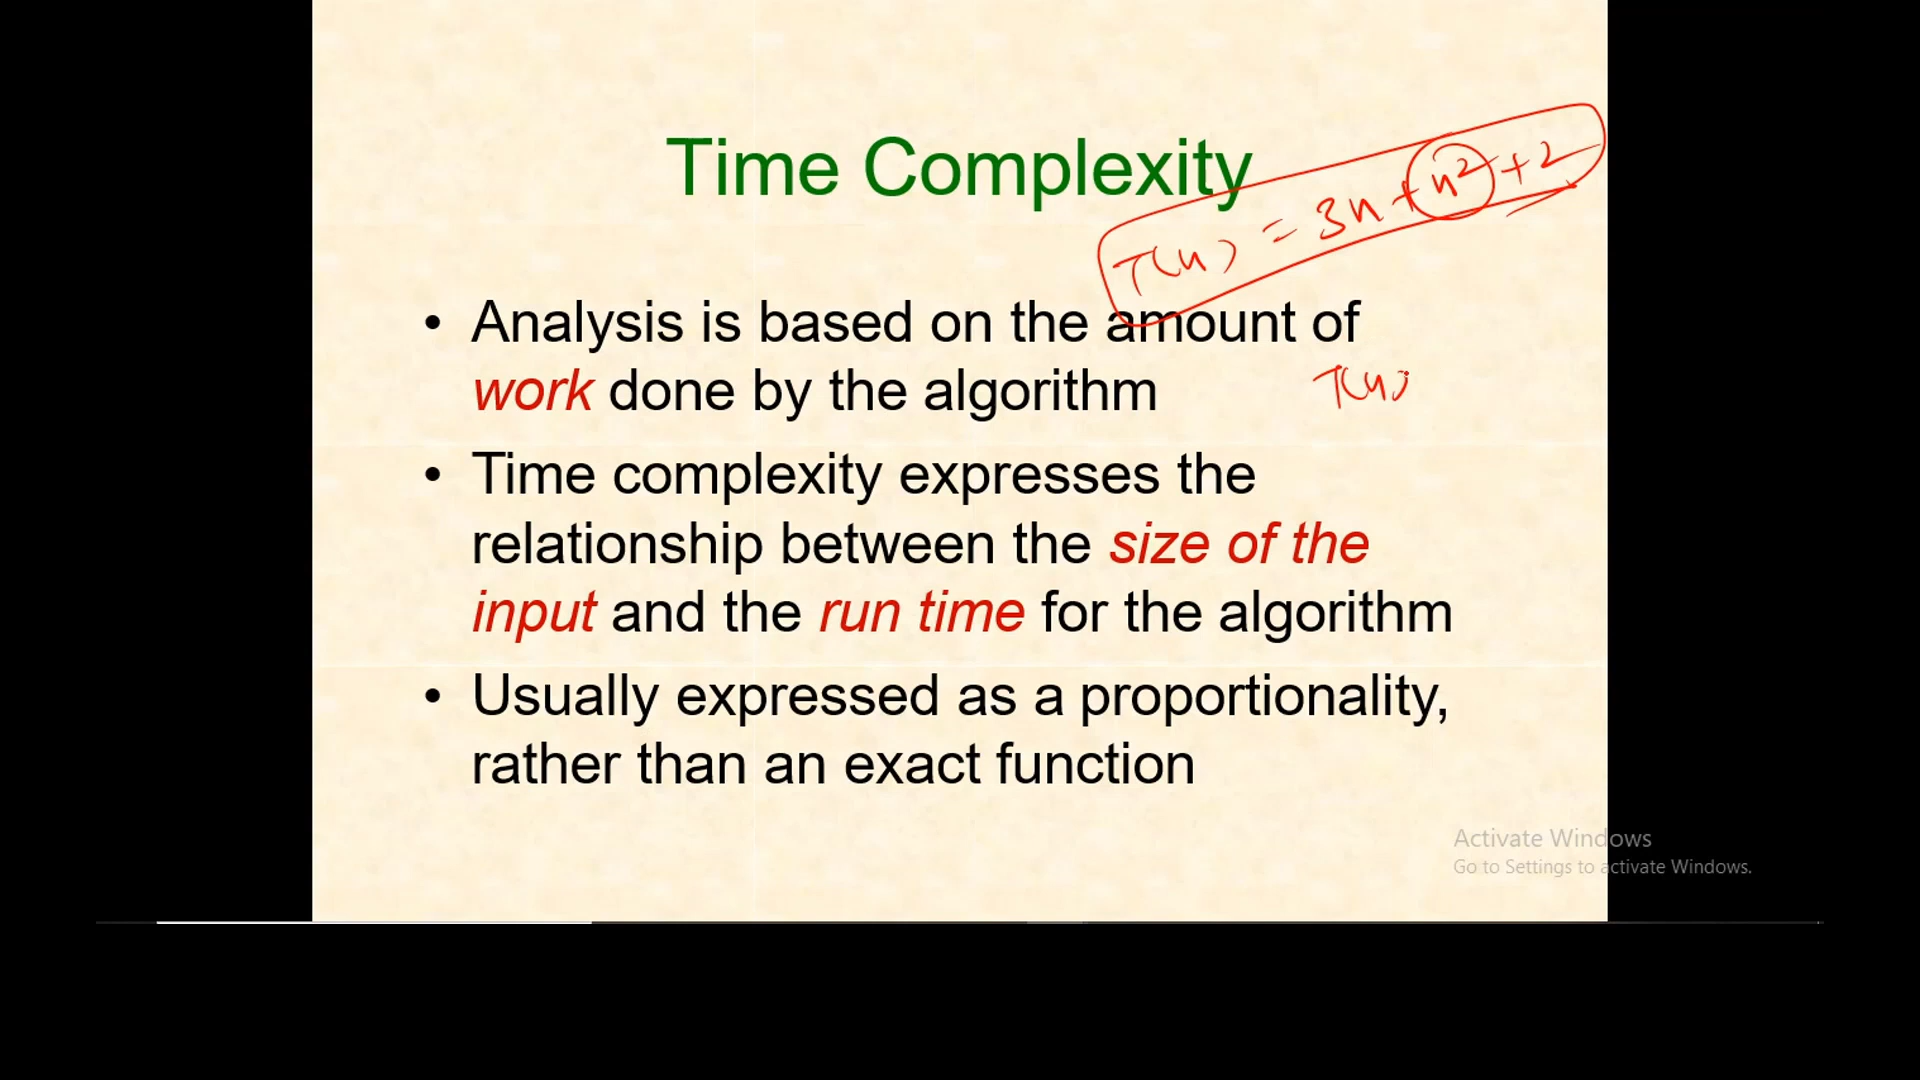 Time Complexity
T(n) = 3n + n² + 2
• Analysis is based on the amount of
work done by the algorithm
T(n)
• Time complexity expresses the
relationship between the size of the
input and the run time for the algorithm
• Usually expressed as a proportionality,
rather than an exact function
Activate Windows
Go to Settings to activate Windows.